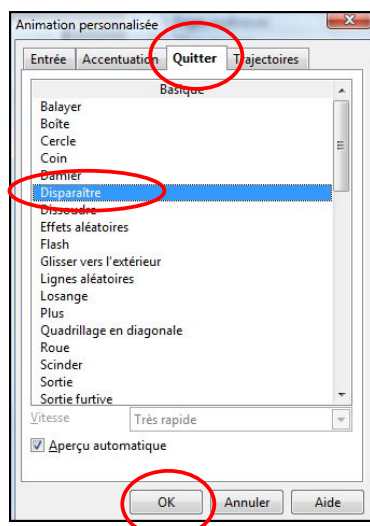 Animation personnalisée
Entrée Accentuation Quitter Trajectoires
Basique
Balayer
Boîte
Cercle
Coin
Damier
Disparaître
Dissoudre
Effets aléatoires
Flash
Glisser vers l'extérieur
Lignes aléatoires
Losange
Plus
Quadrillage en diagonale
Roue
Scinder
Sortie
Sortie furtive
Vitesse Très rapide
Aperçu automatique
OK Annuler Aide